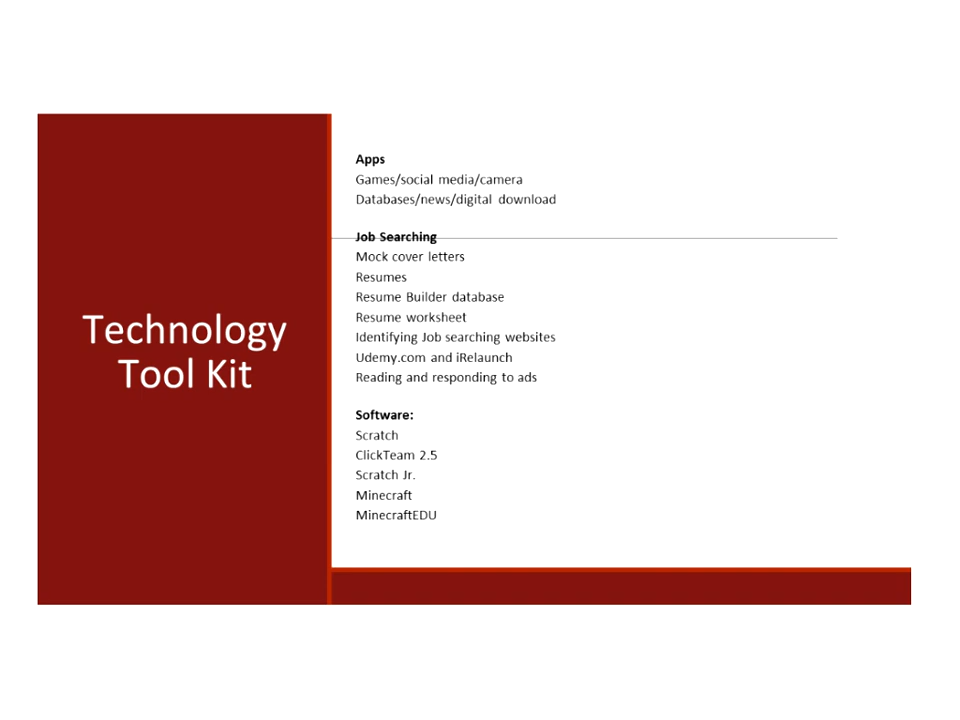 Technology
Tool Kit
Apps
Games/social media/camera
Databases/news/digital download
Job Searching
Mock cover letters
Resumes
Resume Builder database
Resume worksheet
Identifying Job searching websites
Udemy.com and iRelaunch
Reading and responding to ads
Software:
Scratch
ClickTeam 2.5
Scratch Jr.
Minecraft
MinecraftEDU